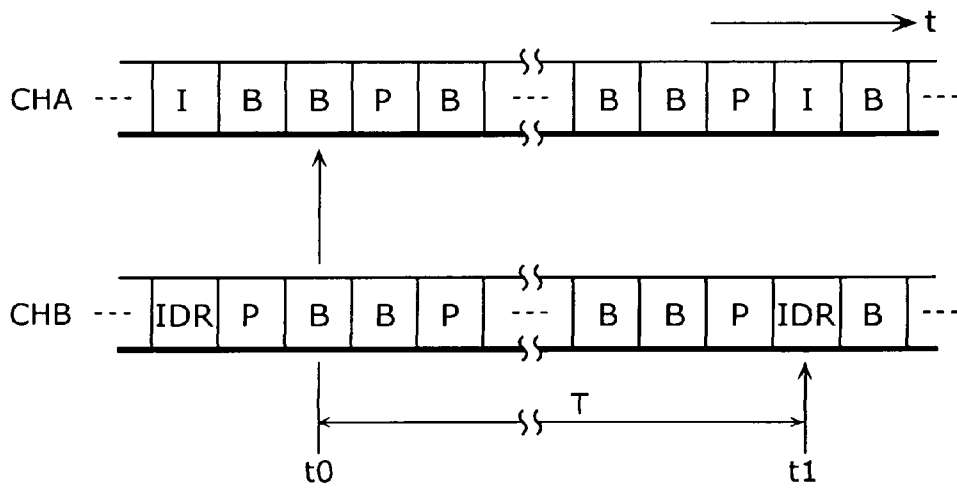 t
CHA --- I B B P B --- B B P I B ---
CHB --- IDR P B B P --- B B P IDR B ---
T
t0 t1